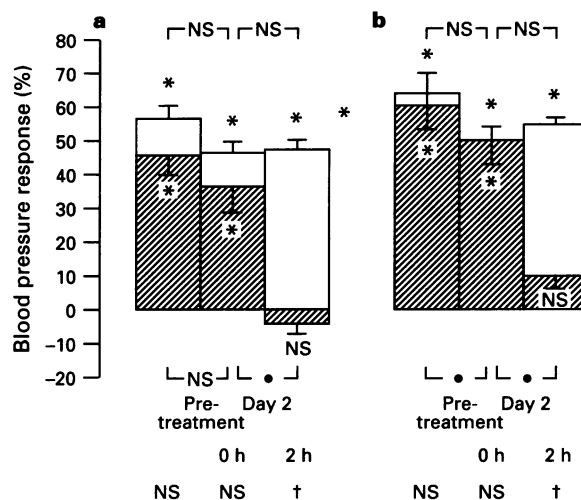 a b
NS NS NS NS
80
70
60
50
40
30
20
10
0
−10
−20
Blood pressure response (%)
* * * *
* * *
* *
* *
NS NS
NS • • •
Pre-treatment Day 2 Pre-treatment Day 2
0 h 2 h 0 h 2 h
NS NS † NS NS †